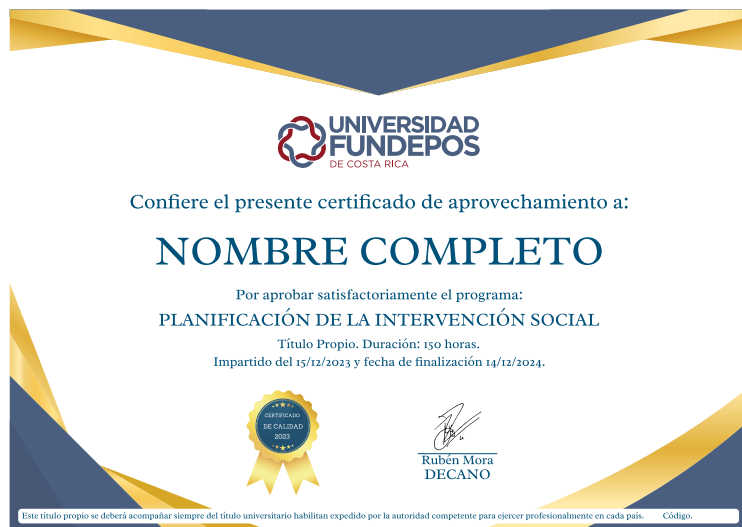 UNIVERSIDAD
FUNDEPOS
DE COSTA RICA
Confiere el presente certificado de aprovechamiento a:
NOMBRE COMPLETO
Por aprobar satisfactoriamente el programa:
PLANIFICACIÓN DE LA INTERVENCIÓN SOCIAL
Título Propio. Duración: 150 horas.
Impartido del 15/12/2023 y fecha de finalización 14/12/2024.
CERTIFICADO
DE CALIDAD
2023
Rubén Mora
DECANO
Este título propio se deberá acompañar siempre del título universitario habilitan expedido por la autoridad competente para ejercer profesionalmente en cada país. Código.